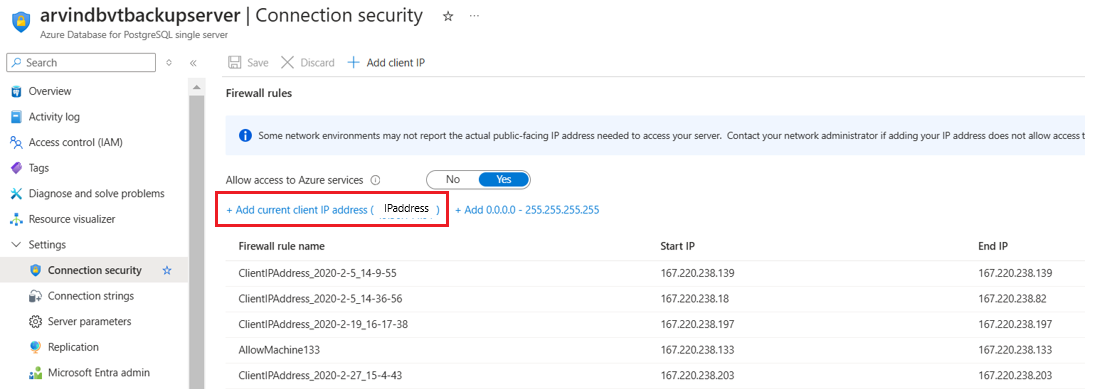 arvindbvtbackupserver | Connection security
Azure Database for PostgreSQL single server
Search
Save Discard Add client IP
Overview
Activity log
Access control (IAM)
Tags
Diagnose and solve problems
Resource visualizer
Settings
Connection security
Connection strings
Server parameters
Replication
Microsoft Entra admin
Firewall rules
Some network environments may not report the actual public-facing IP address needed to access your server. Contact your network administrator if adding your IP address does not allow access t
Allow access to Azure services No Yes
+ Add current client IP address ( IPaddress ) + Add 0.0.0.0 - 255.255.255.255
Firewall rule name Start IP End IP
ClientIPAddress_2020-2-5_14-9-55 167.220.238.139 167.220.238.139
ClientIPAddress_2020-2-5_14-36-56 167.220.238.18 167.220.238.82
ClientIPAddress_2020-2-19_16-17-38 167.220.238.197 167.220.238.197
AllowMachine133 167.220.238.133 167.220.238.133
ClientIPAddress_2020-2-27_15-4-43 167.220.238.203 167.220.238.203